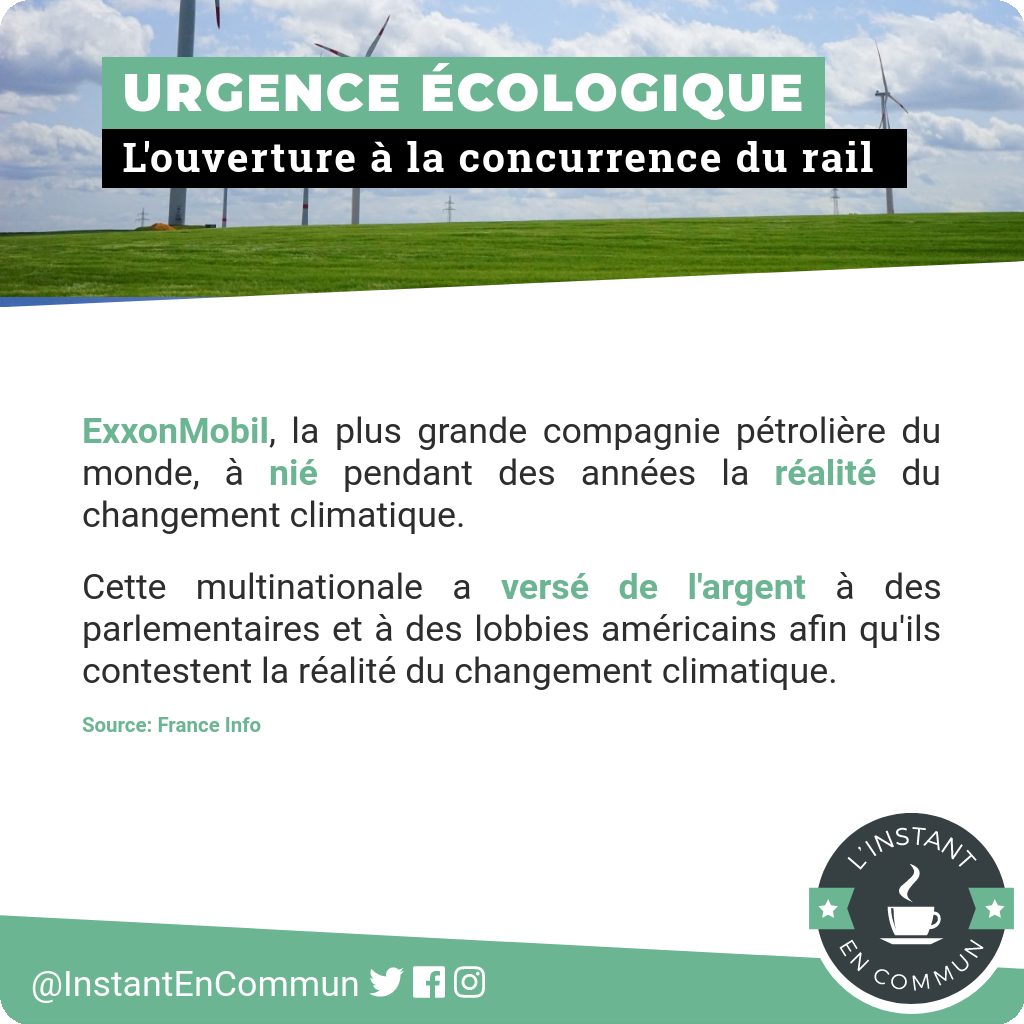 URGENCE ÉCOLOGIQUE
L'ouverture à la concurrence du rail
ExxonMobil, la plus grande compagnie pétrolière du
monde, à nié pendant des années la réalité du
changement climatique.
Cette multinationale a versé de l'argent à des
parlementaires et à des lobbies américains afin qu'ils
contestent la réalité du changement climatique.
Source: France Info
L'INSTANT
EN COMMUN
@InstantEnCommun